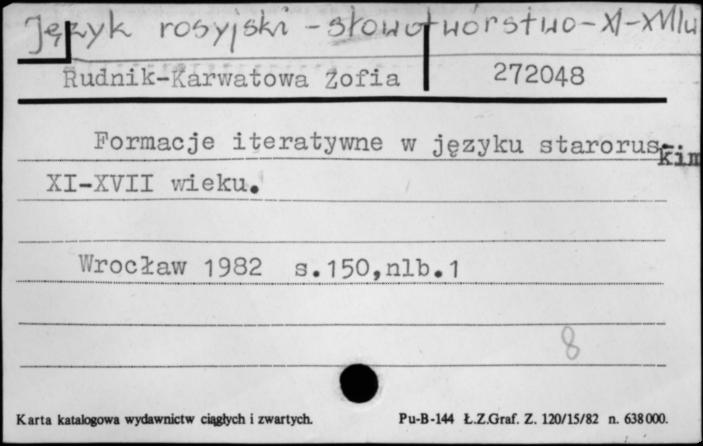 Język rosyjski - słowotwórstwo - XI-XVII w
Rudnik-Karwatowa Zofia 272048
Formacje iteratywne w języku starorus-
kim
XI-XVII wieku.
Wrocław 1982 s.150,nlb.1
8
Karta katalogowa wydawnictw ciągłych i zwartych. Pu-B-144 Ł.Z.Graf. Z. 120/15/82 n. 638000.